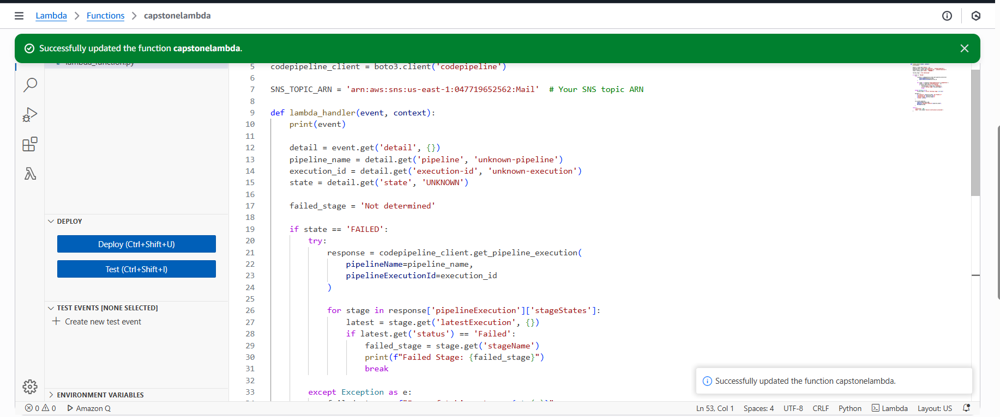 Lambda > Functions > capstonelambda
Successfully updated the function capstonelambda.
lambda_function.py
DEPLOY
Deploy (Ctrl+Shift+U)
Test (Ctrl+Shift+I)
TEST EVENTS [NONE SELECTED]
Create new test event
ENVIRONMENT VARIABLES
5 codepipeline_client = boto3.client('codepipeline')
6
7 SNS_TOPIC_ARN = 'arn:aws:sns:us-east-1:047719652562:Mail'  # Your SNS topic ARN
8
9 def lambda_handler(event, context):
10     print(event)
11
12     detail = event.get('detail', {})
13     pipeline_name = detail.get('pipeline', 'unknown-pipeline')
14     execution_id = detail.get('execution-id', 'unknown-execution')
15     state = detail.get('state', 'UNKNOWN')
16
17     failed_stage = 'Not determined'
18
19     if state == 'FAILED':
20         try:
21             response = codepipeline_client.get_pipeline_execution(
22                 pipelineName=pipeline_name,
23                 pipelineExecutionId=execution_id
24             )
25
26             for stage in response['pipelineExecution']['stageStates']:
27                 latest = stage.get('latestExecution', {})
28                 if latest.get('status') == 'Failed':
29                     failed_stage = stage.get('stageName')
30                     print(f"Failed Stage: {failed_stage}")
31                     break
32
33         except Exception as e:
Successfully updated the function capstonelambda.
0 0 Amazon Q
Ln 53, Col 1 Spaces: 4 UTF-8 CRLF Python Lambda Layout: US